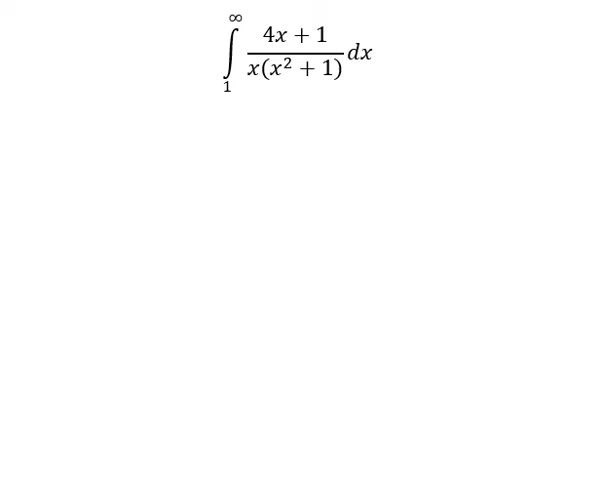 ∫₁^∞ (4x + 1)/(x(x² + 1)) dx